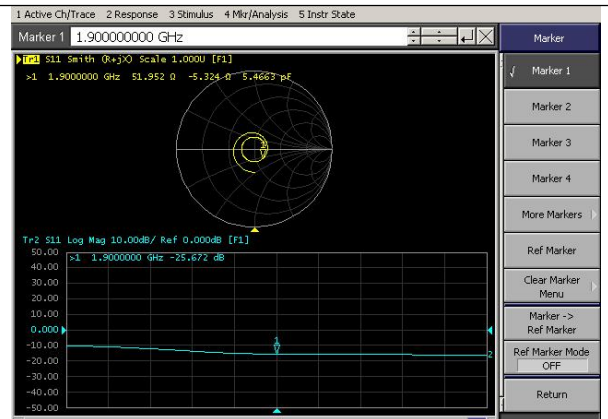 1 Active Ch/Trace 2 Response 3 Stimulus 4 Mkr/Analysis 5 Instr State
Marker 1 1.900000000 GHz
Marker
Tr1 S11 Smith (R+jX) Scale 1.000U [F1]
>1 1.9000000 GHz 51.952 Ω -5.324 Ω 5.4663 pF
√ Marker 1
Marker 2
Marker 3
Marker 4
More Markers
Ref Marker
Clear Marker
Menu
Marker ->
Ref Marker
Ref Marker Mode
OFF
Return
1
Tr2 S11 Log Mag 10.00dB/ Ref 0.000dB [F1]
>1 1.9000000 GHz -25.672 dB
50.00
40.00
30.00
20.00
10.00
0.000
-10.00
-20.00
-30.00
-40.00
-50.00
1
2